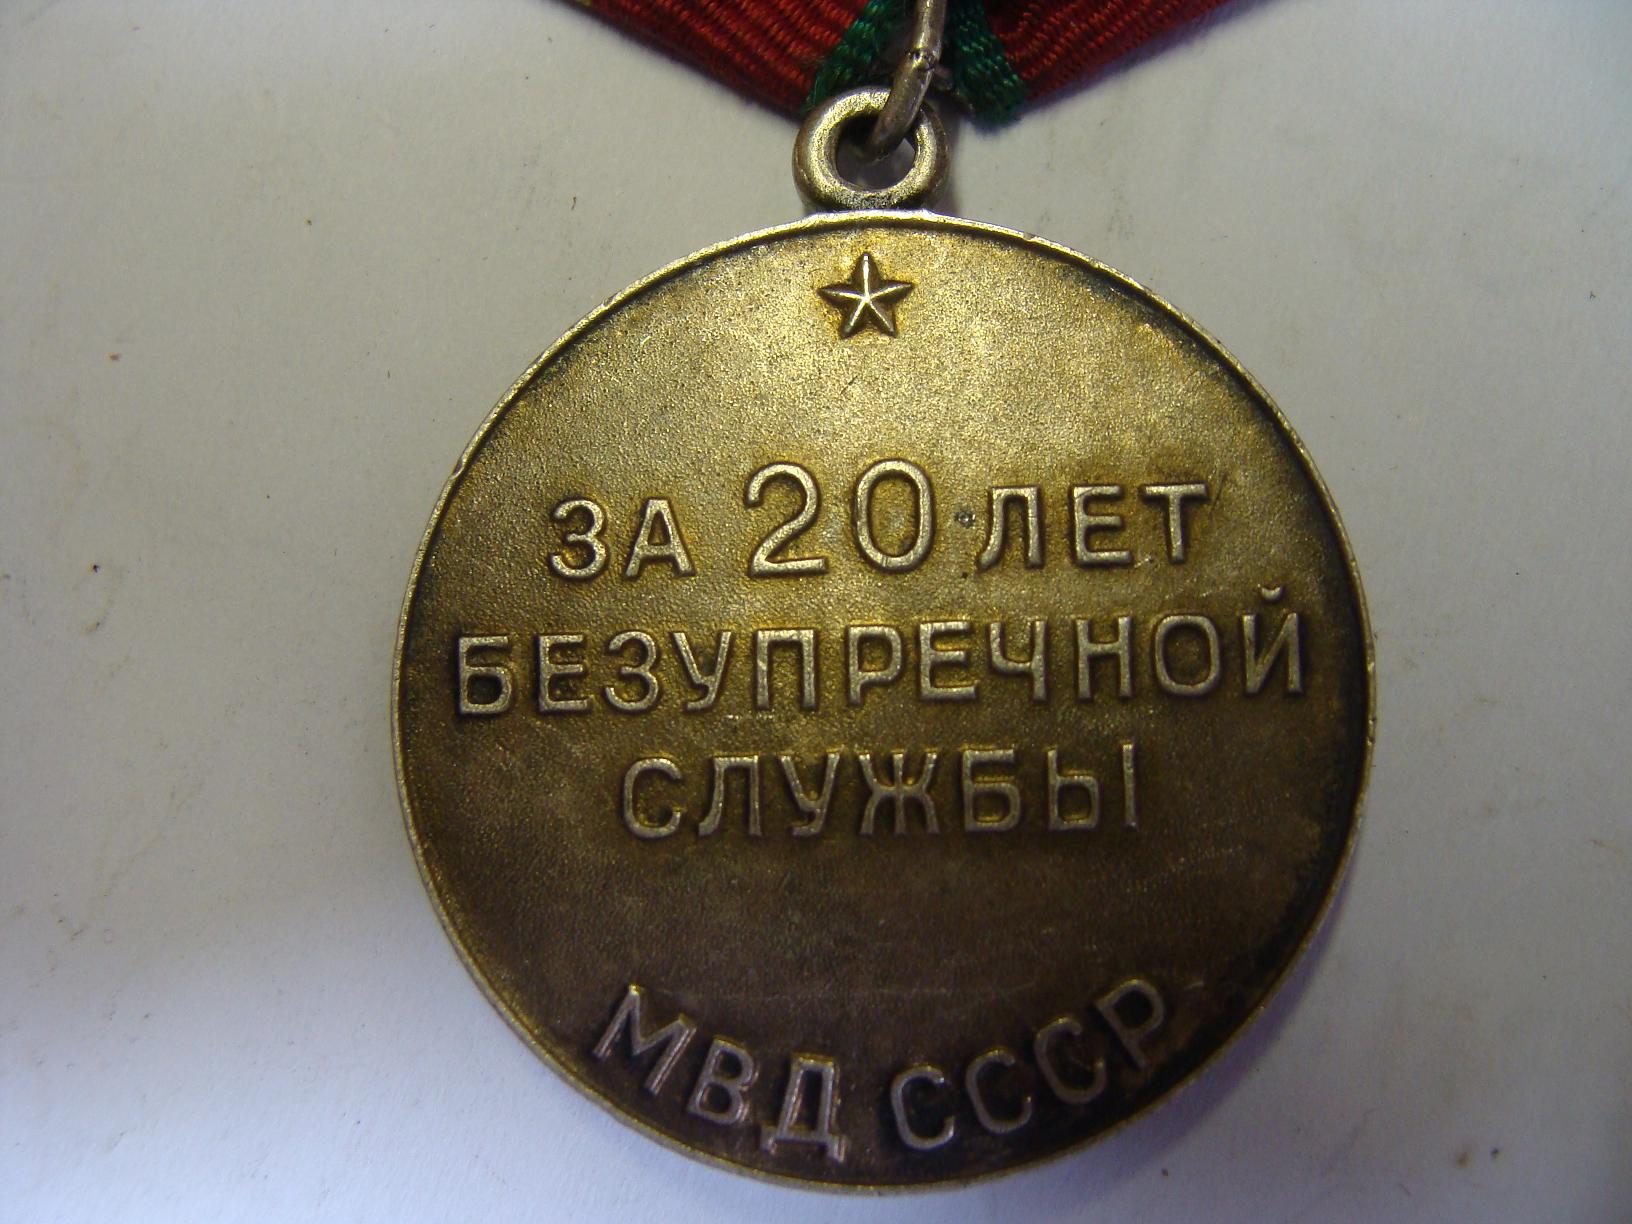 ЗА 20 ЛЕТ
БЕЗУПРЕЧНОЙ
СЛУЖБЫ
МВД СССР